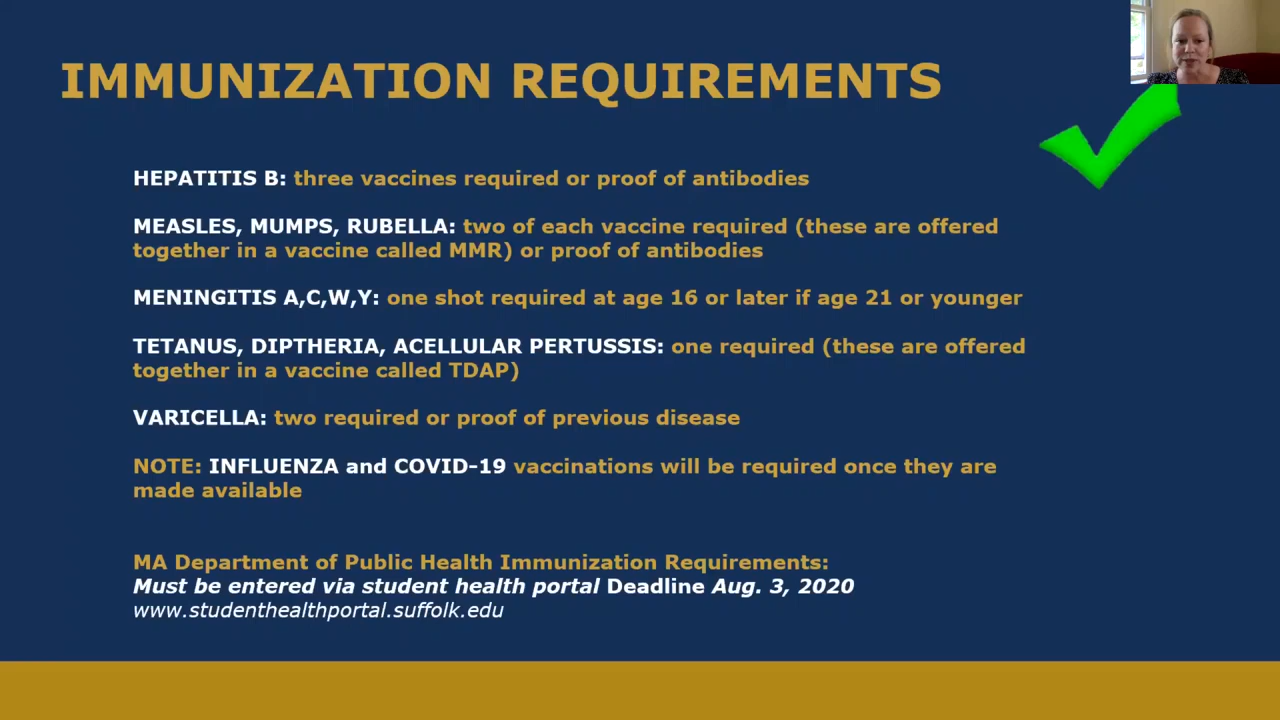 IMMUNIZATION REQUIREMENTS
HEPATITIS B: three vaccines required or proof of antibodies
MEASLES, MUMPS, RUBELLA: two of each vaccine required (these are offered
together in a vaccine called MMR) or proof of antibodies
MENINGITIS A,C,W,Y: one shot required at age 16 or later if age 21 or younger
TETANUS, DIPTHERIA, ACELLULAR PERTUSSIS: one required (these are offered
together in a vaccine called TDAP)
VARICELLA: two required or proof of previous disease
NOTE: INFLUENZA and COVID-19 vaccinations will be required once they are
made available
MA Department of Public Health Immunization Requirements:
Must be entered via student health portal Deadline Aug. 3, 2020
www.studenthealthportal.suffolk.edu